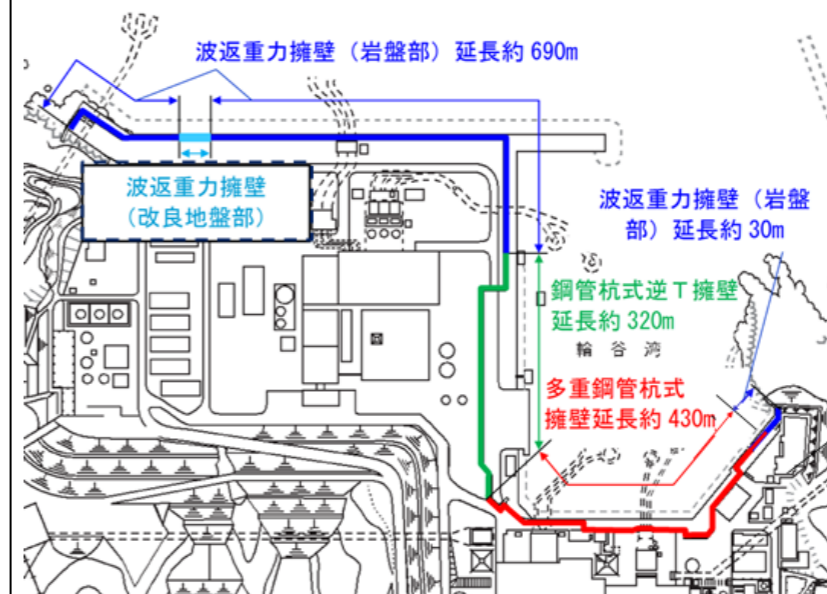 波返重力擁壁（岩盤部）延長約 690m
波返重力擁壁
（改良地盤部）
波返重力擁壁（岩盤
部）延長約 30m
鋼管杭式逆Ｔ擁壁
延長約 320m
輪谷湾
多重鋼管杭式
擁壁延長約 430m